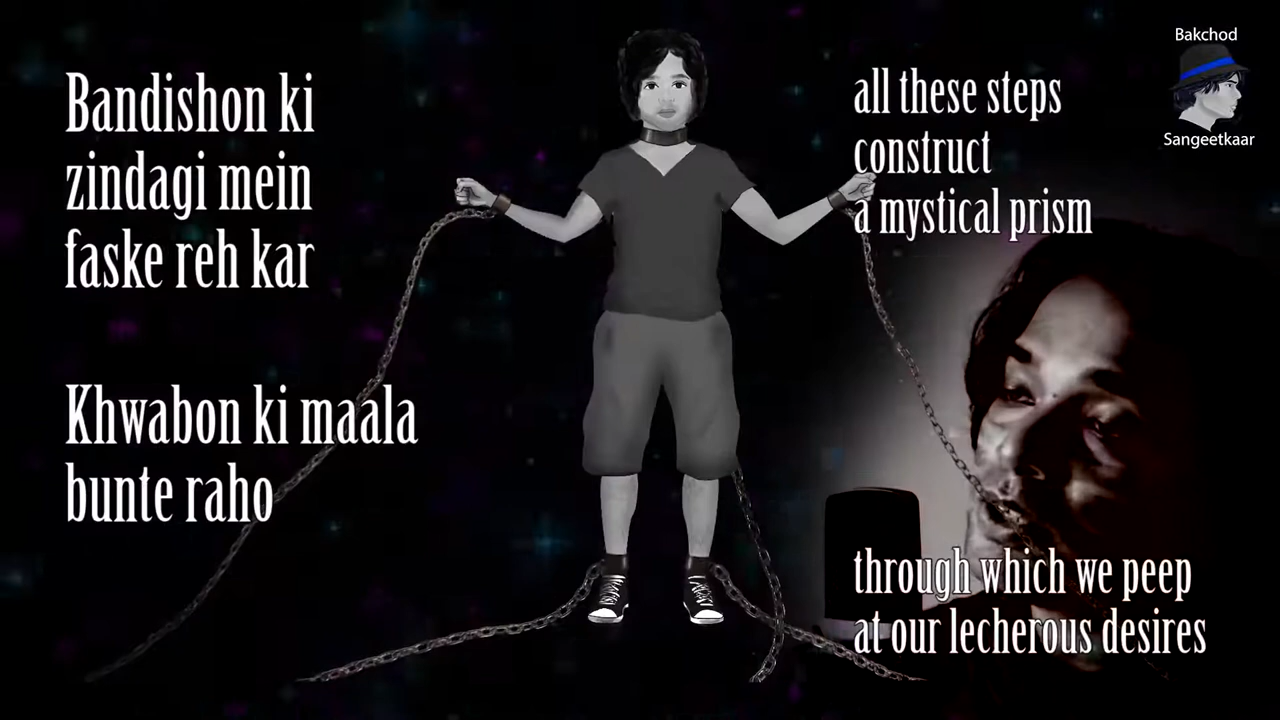 Bandishon ki
zindagi mein
faske reh kar
Khwabon ki maala
bunte raho
all these steps
construct
a mystical prism
through which we peep
at our lecherous desires
Bakchod
Sangeetkaar